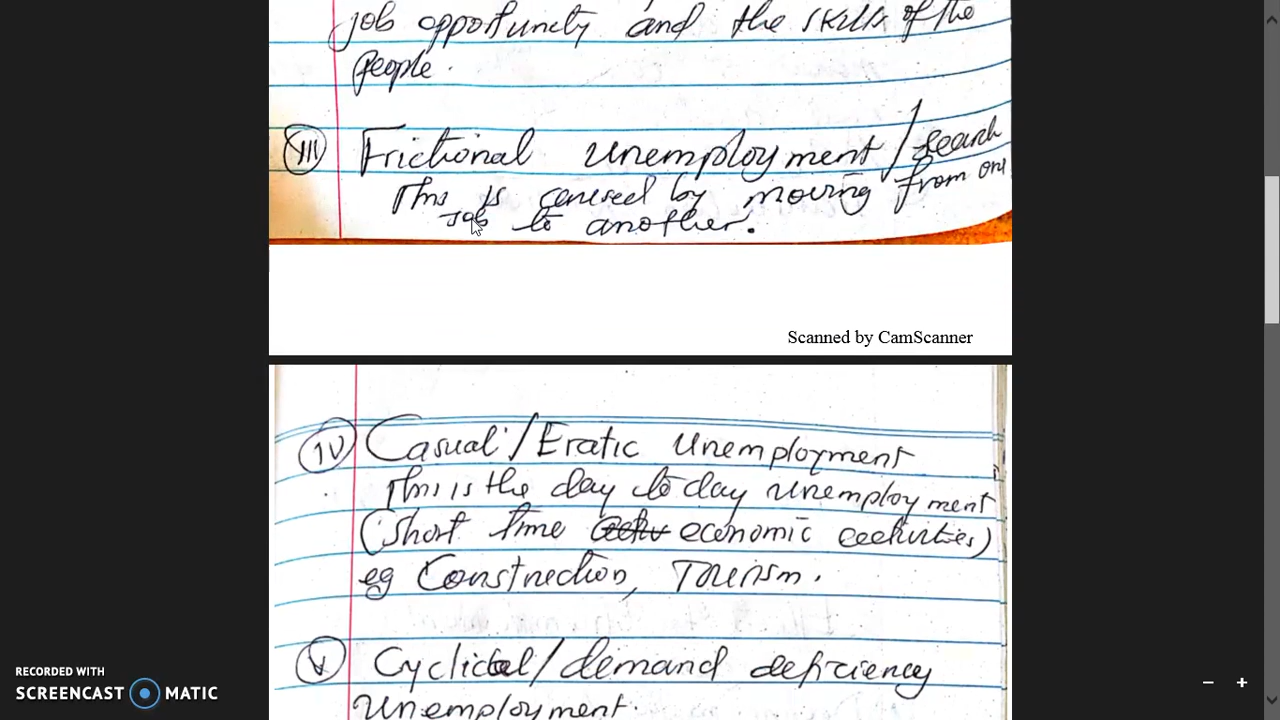 job opportunity and the skills of the
people.
III Frictional unemployment/search
This is caused by moving from one
Job to another.
Scanned by CamScanner
IV Casual/Eratic Unemployment
This is the day to day unemployment
(Short time economic activities)
eg Construction, Tourism.
V Cyclical/demand deficiency
Unemployment.
RECORDED WITH
SCREENCAST MATIC